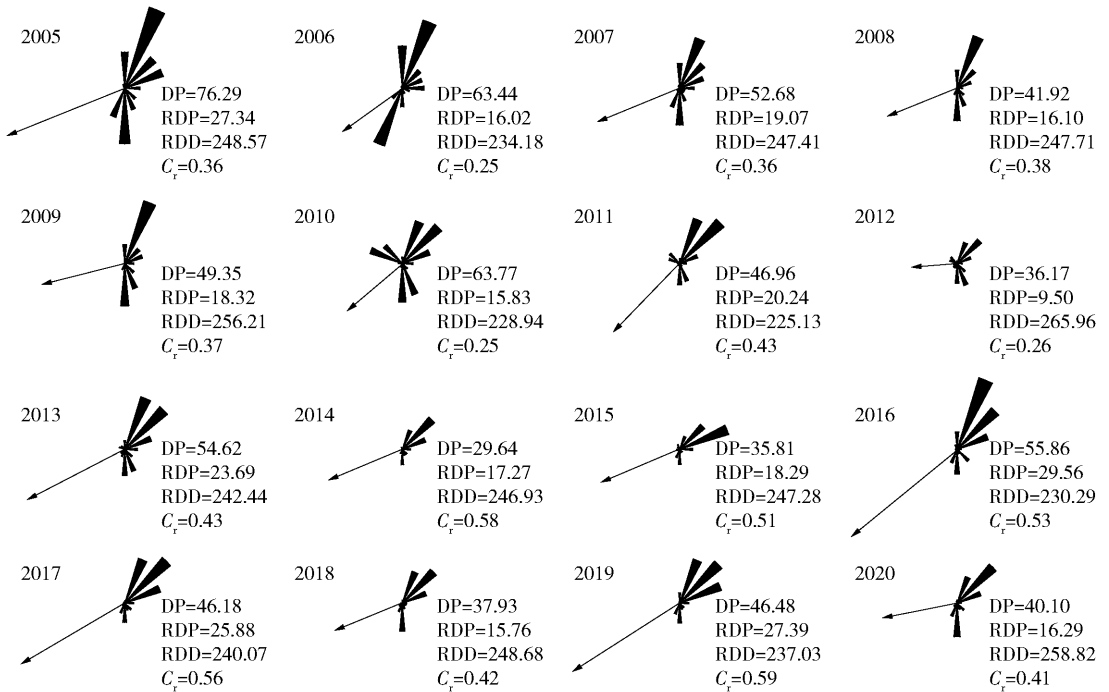 2005
DP=76.29
RDP=27.34
RDD=248.57
Cr=0.36
2006
DP=63.44
RDP=16.02
RDD=234.18
Cr=0.25
2007
DP=52.68
RDP=19.07
RDD=247.41
Cr=0.36
2008
DP=41.92
RDP=16.10
RDD=247.71
Cr=0.38
2009
DP=49.35
RDP=18.32
RDD=256.21
Cr=0.37
2010
DP=63.77
RDP=15.83
RDD=228.94
Cr=0.25
2011
DP=46.96
RDP=20.24
RDD=225.13
Cr=0.43
2012
DP=36.17
RDP=9.50
RDD=265.96
Cr=0.26
2013
DP=54.62
RDP=23.69
RDD=242.44
Cr=0.43
2014
DP=29.64
RDP=17.27
RDD=246.93
Cr=0.58
2015
DP=35.81
RDP=18.29
RDD=247.28
Cr=0.51
2016
DP=55.86
RDP=29.56
RDD=230.29
Cr=0.53
2017
DP=46.18
RDP=25.88
RDD=240.07
Cr=0.56
2018
DP=37.93
RDP=15.76
RDD=248.68
Cr=0.42
2019
DP=46.48
RDP=27.39
RDD=237.03
Cr=0.59
2020
DP=40.10
RDP=16.29
RDD=258.82
Cr=0.41